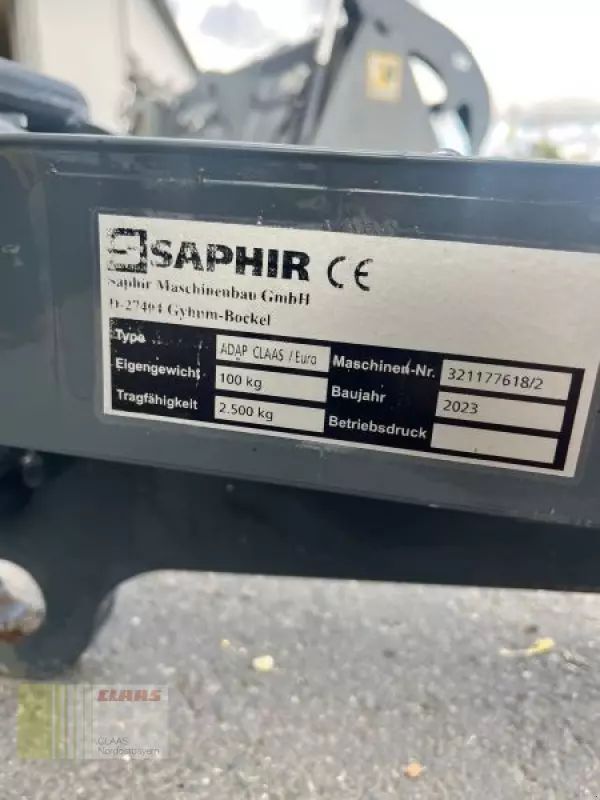 SAPHIR CE
Saphir Maschinenbau GmbH
D-27404 Gyhum-Bockel
Type ADAP CLAAS /Euro Maschinen-Nr. 321177618/2
Eigengewicht 100 kg Baujahr 2023
Tragfähigkeit 2.500 kg Betriebsdruck
CLAAS
CLAAS
Nordostbayern